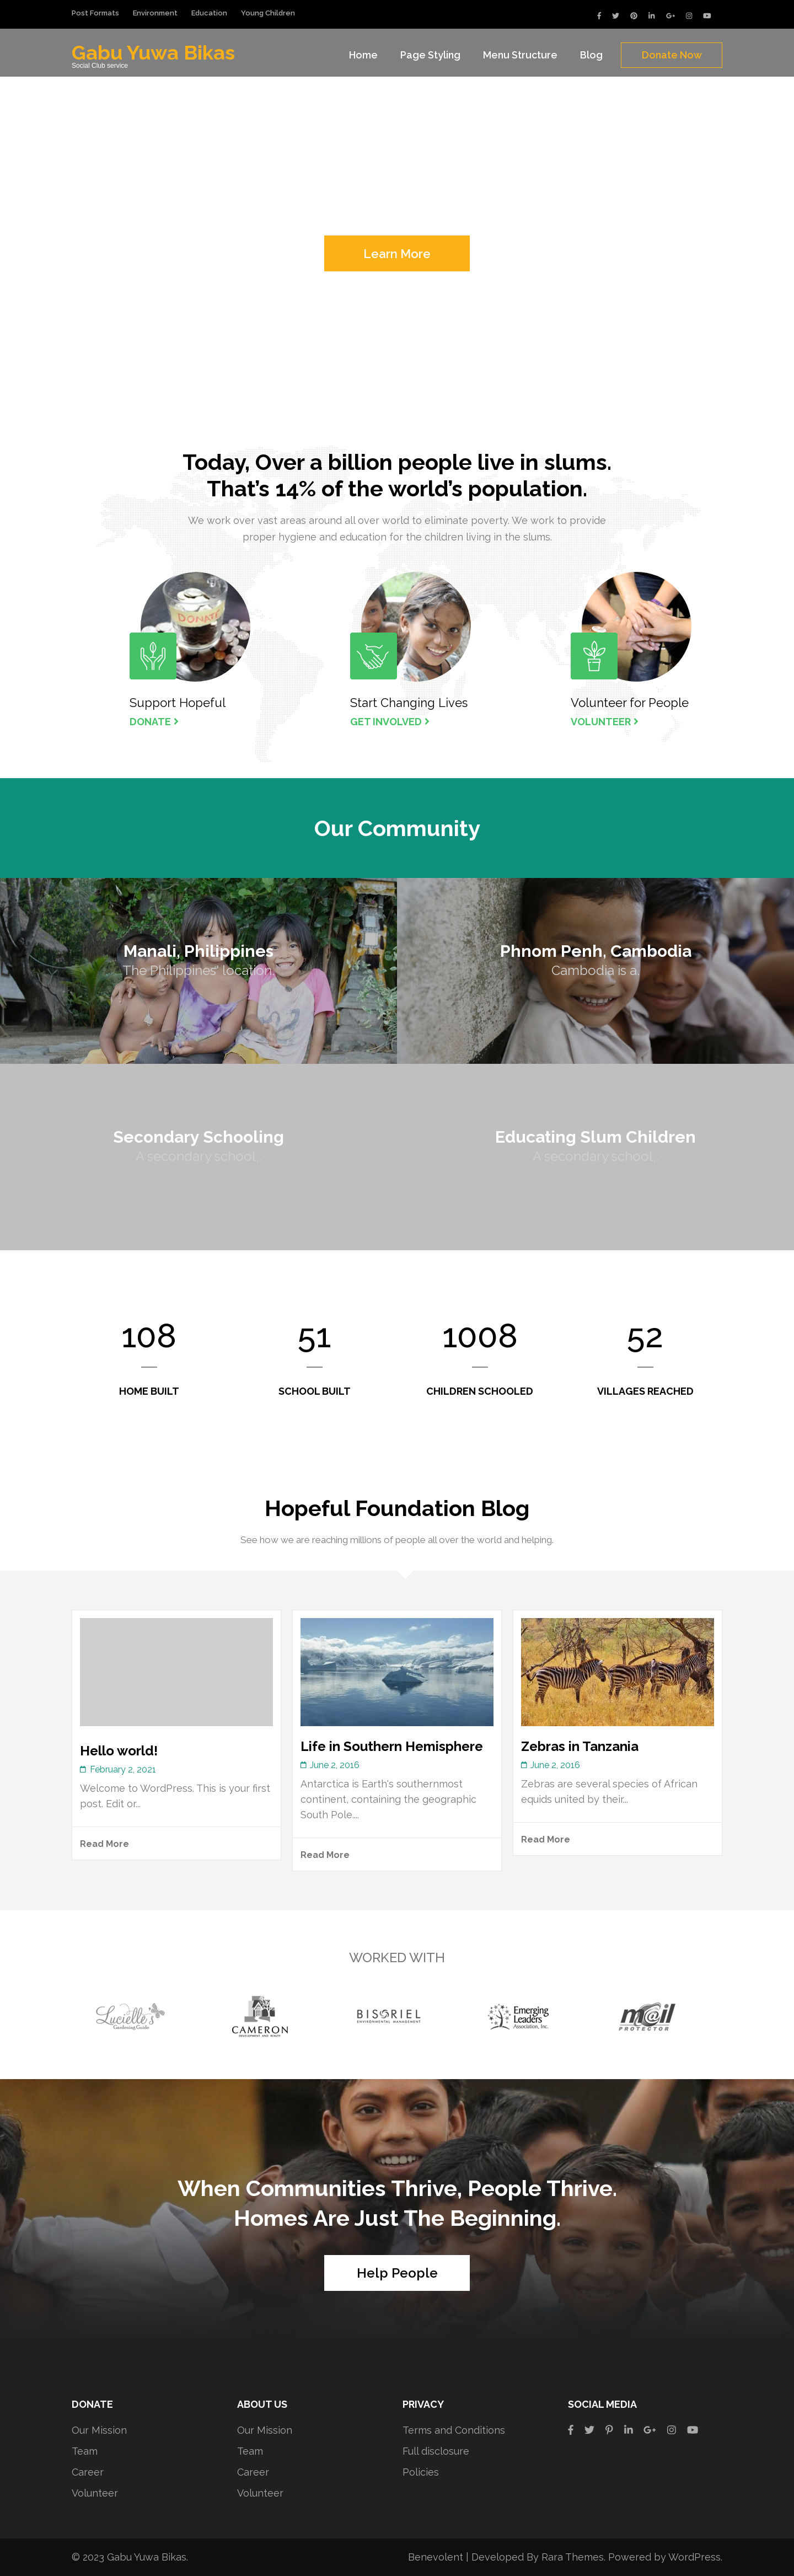 Post Formats Environment Education Young Children
Gabu Yuwa Bikas
Social Club service
Home Page Styling Menu Structure Blog Donate Now
Learn More
Today, Over a billion people live in slums.
That's 14% of the world's population.
We work over vast areas around all over world to eliminate poverty. We work to provide
proper hygiene and education for the children living in the slums.
DONATE
Support Hopeful
DONATE
Start Changing Lives
GET INVOLVED
Volunteer for People
VOLUNTEER
Our Community
Manali, Philippines
The Philippines' location
Phnom Penh, Cambodia
Cambodia is a
Secondary Schooling
A secondary school...
Educating Slum Children
A secondary school
108
HOME BUILT
51
SCHOOL BUILT
1008
CHILDREN SCHOOLED
52
VILLAGES REACHED
Hopeful Foundation Blog
See how we are reaching millions of people all over the world and helping.
Hello world!
February 2, 2021
Welcome to WordPress. This is your first
post. Edit or...
Read More
Life in Southern Hemisphere
June 2, 2016
Antarctica is Earth's southernmost
continent, containing the geographic
South Pole....
Read More
Zebras in Tanzania
June 2, 2016
Zebras are several species of African
equids united by their...
Read More
WORKED WITH
Lucielle's
Gardening Guide
CAMERON
DEVELOPMENT AND REALTY
BISORIEL
ENVIRONMENTAL MANAGEMENT
Emerging
Leaders
Association, Inc.
m@il
PROTECTOR
When Communities Thrive, People Thrive.
Homes Are Just The Beginning.
Help People
DONATE
Our Mission
Team
Career
Volunteer
ABOUT US
Our Mission
Team
Career
Volunteer
PRIVACY
Terms and Conditions
Full disclosure
Policies
SOCIAL MEDIA
© 2023 Gabu Yuwa Bikas.
Benevolent | Developed By Rara Themes. Powered by WordPress.